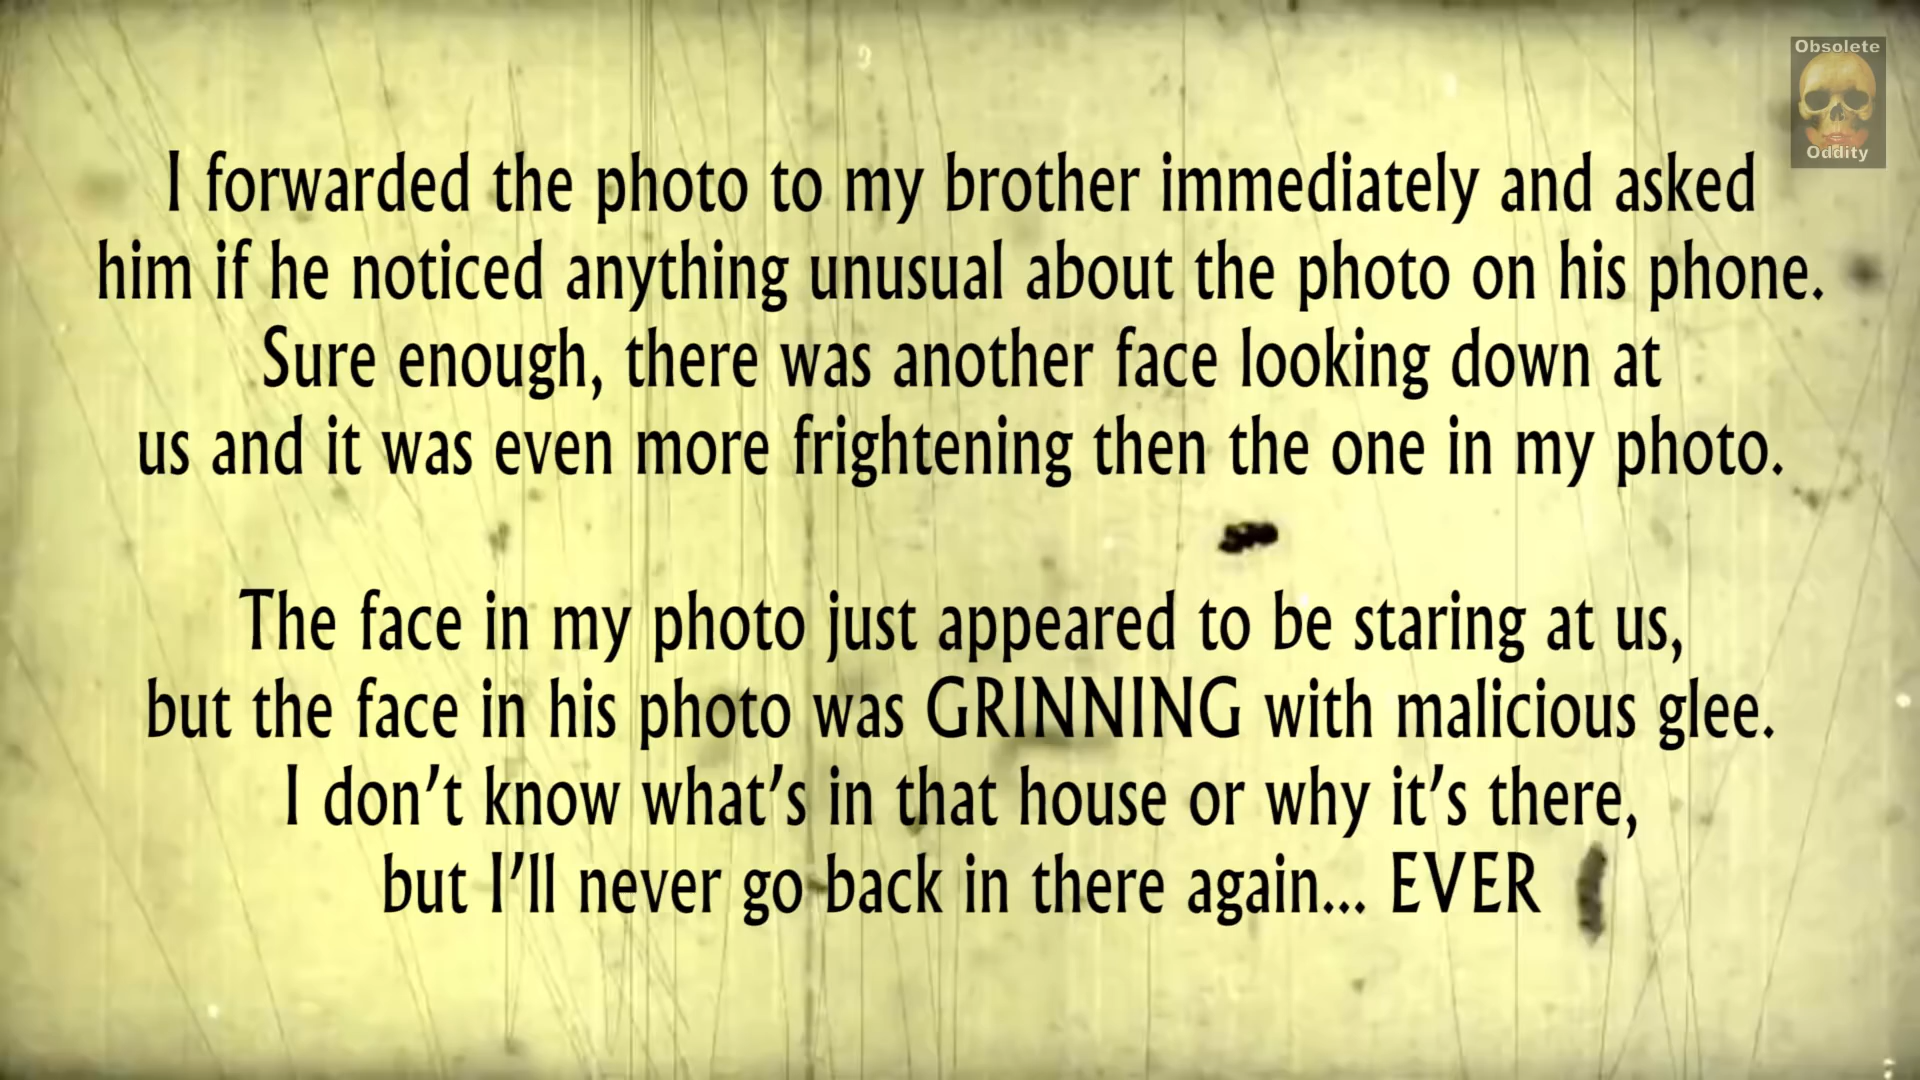 Obsolete
Oddity
I forwarded the photo to my brother immediately and asked
him if he noticed anything unusual about the photo on his phone.
Sure enough, there was another face looking down at
us and it was even more frightening then the one in my photo.
The face in my photo just appeared to be staring at us,
but the face in his photo was GRINNING with malicious glee.
I don’t know what’s in that house or why it’s there,
but I’ll never go back in there again... EVER